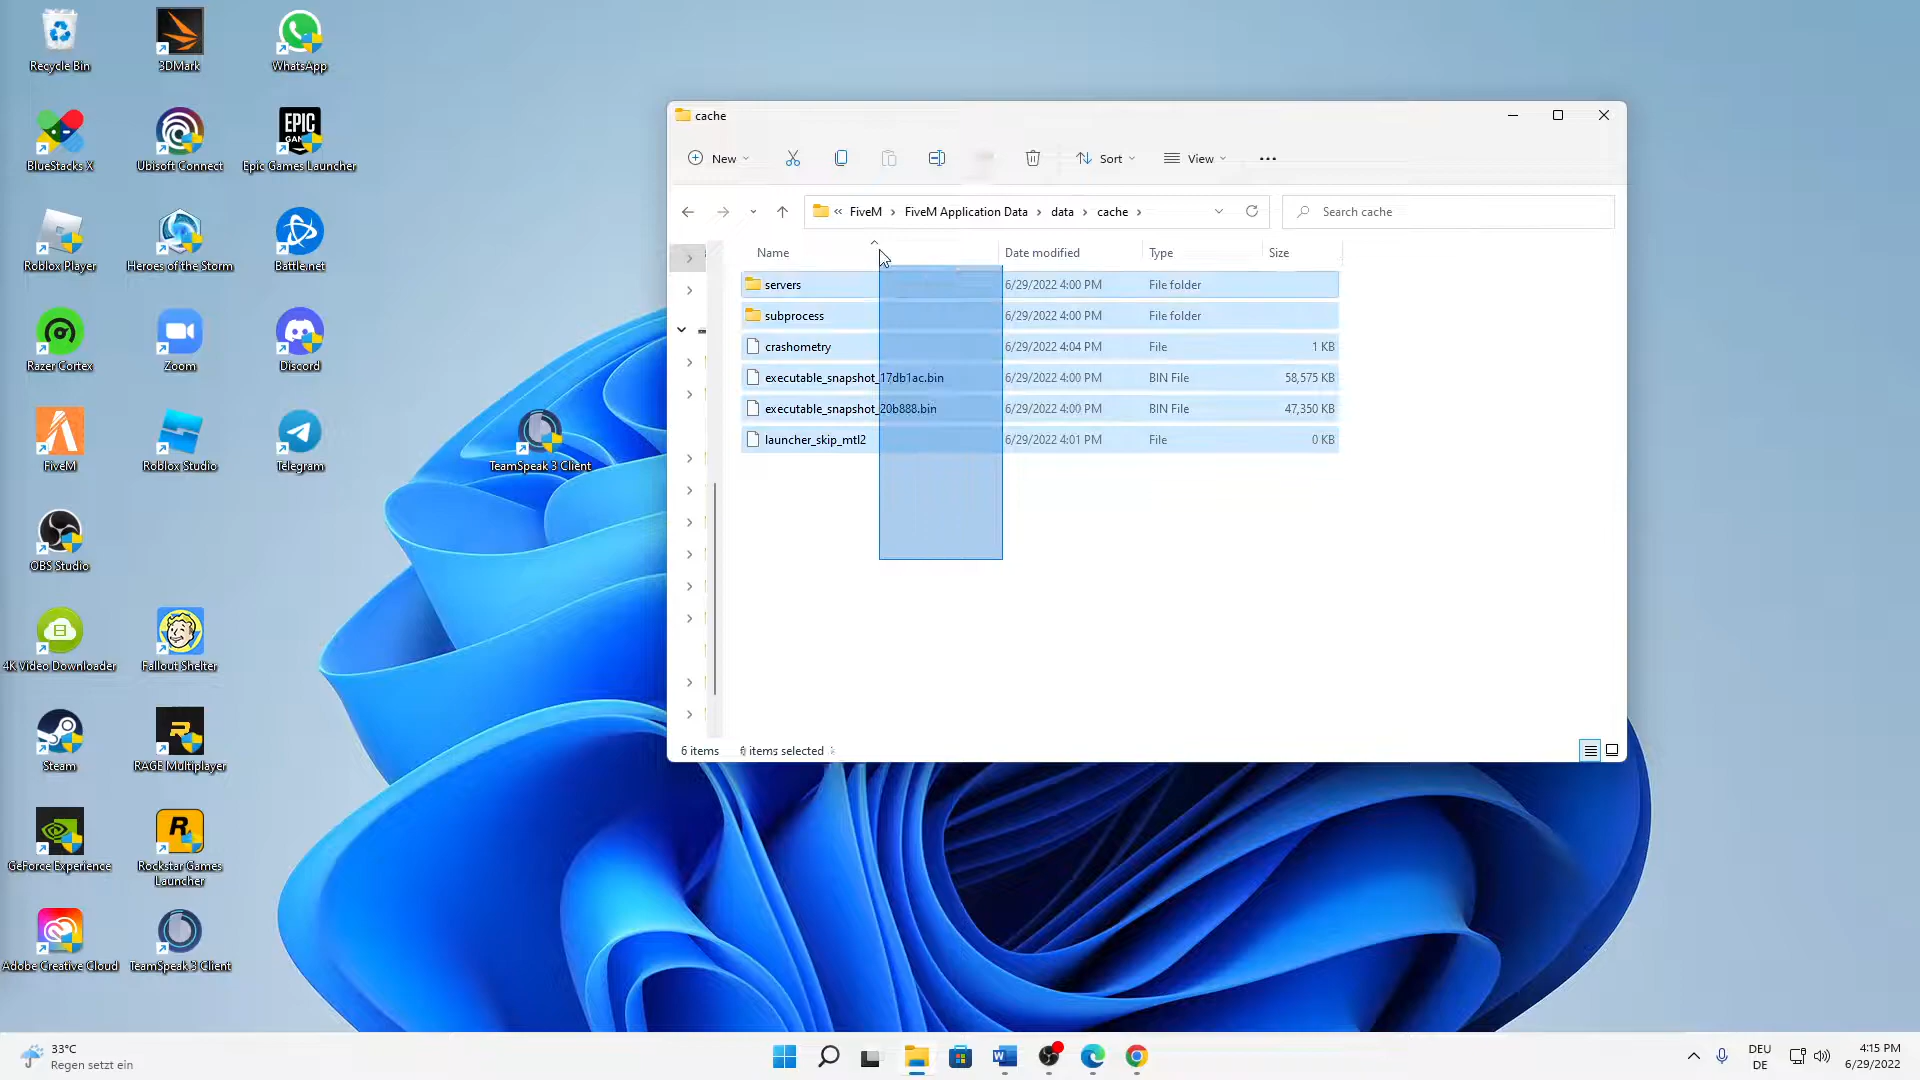 Recycle Bin
3DMark
WhatsApp
BlueStacks X
Ubisoft Connect
EPIC
Epic Games Launcher
Roblox Player
Heroes of the Storm
Battle.net
Razer Cortex
Zoom
Discord
FiveM
Roblox Studio
Telegram
TeamSpeak 3 Client
OBS Studio
4K Video Downloader
Fallout Shelter
Steam
RAGE Multiplayer
GeForce Experience
Rockstar Games
Launcher
Adobe Creative Cloud
TeamSpeak 3 Client
cache
New
Sort
View
« FiveM > FiveM Application Data > data > cache >
Search cache
Name Date modified Type Size
servers 6/29/2022 4:00 PM File folder
subprocess 6/29/2022 4:00 PM File folder
crashometry 6/29/2022 4:04 PM File 1 KB
executable_snapshot_17db1ac.bin 6/29/2022 4:00 PM BIN File 58,575 KB
executable_snapshot_20b888.bin 6/29/2022 4:00 PM BIN File 47,350 KB
launcher_skip_mtl2 6/29/2022 4:01 PM File 0 KB
6 items items selected
33°C
Regen setzt ein
DEU
DE
4:15 PM
6/29/2022